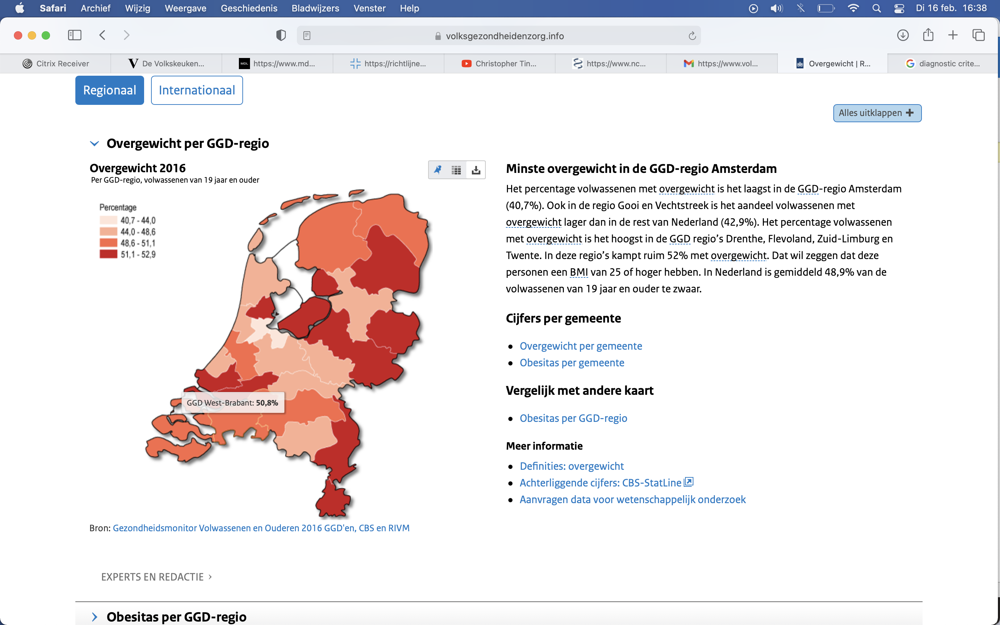 Safari Archief Wijzig Weergave Geschiedenis Bladwijzers Venster Help Di 16 feb. 16:38
volksgezondheidenzorg.info
Citrix Receiver De Volkskeuken... MDL https://www.md... https://richtlijne... Christopher Tin... https://www.nc... https://www.vol... Overgewicht | R... diagnostic crite...
Regionaal Internationaal
Alles uitklappen
Overgewicht per GGD-regio
Overgewicht 2016
Per GGD-regio, volwassenen van 19 jaar en ouder
Percentage
40,7 - 44,0
44,0 - 48,6
48,6 - 51,1
51,1 - 52,9
GGD West-Brabant: 50,8%
Bron: Gezondheidsmonitor Volwassenen en Ouderen 2016 GGD'en, CBS en RIVM
Minste overgewicht in de GGD-regio Amsterdam
Het percentage volwassenen met overgewicht is het laagst in de GGD-regio Amsterdam
(40,7%). Ook in de regio Gooi en Vechtstreek is het aandeel volwassenen met
overgewicht lager dan in de rest van Nederland (42,9%). Het percentage volwassenen
met overgewicht is het hoogst in de GGD regio’s Drenthe, Flevoland, Zuid-Limburg en
Twente. In deze regio’s kampt ruim 52% met overgewicht. Dat wil zeggen dat deze
personen een BMI van 25 of hoger hebben. In Nederland is gemiddeld 48,9% van de
volwassenen van 19 jaar en ouder te zwaar.
Cijfers per gemeente
Overgewicht per gemeente
Obesitas per gemeente
Vergelijk met andere kaart
Obesitas per GGD-regio
Meer informatie
Definities: overgewicht
Achterliggende cijfers: CBS-StatLine
Aanvragen data voor wetenschappelijk onderzoek
EXPERTS EN REDACTIE
Obesitas per GGD-regio